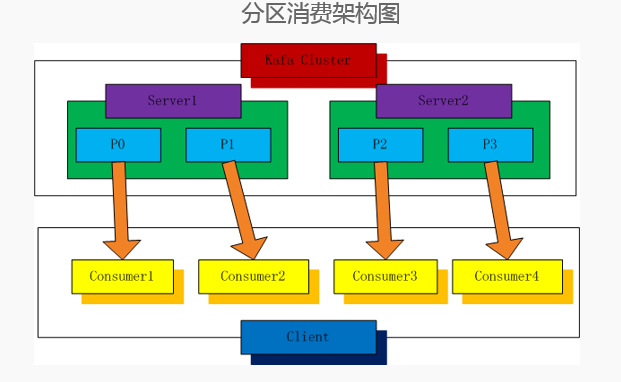 分区消费架构图
Kafa Cluster
Server1
Server2
P0
P1
P2
P3
Consumer1
Consumer2
Consumer3
Consumer4
Client